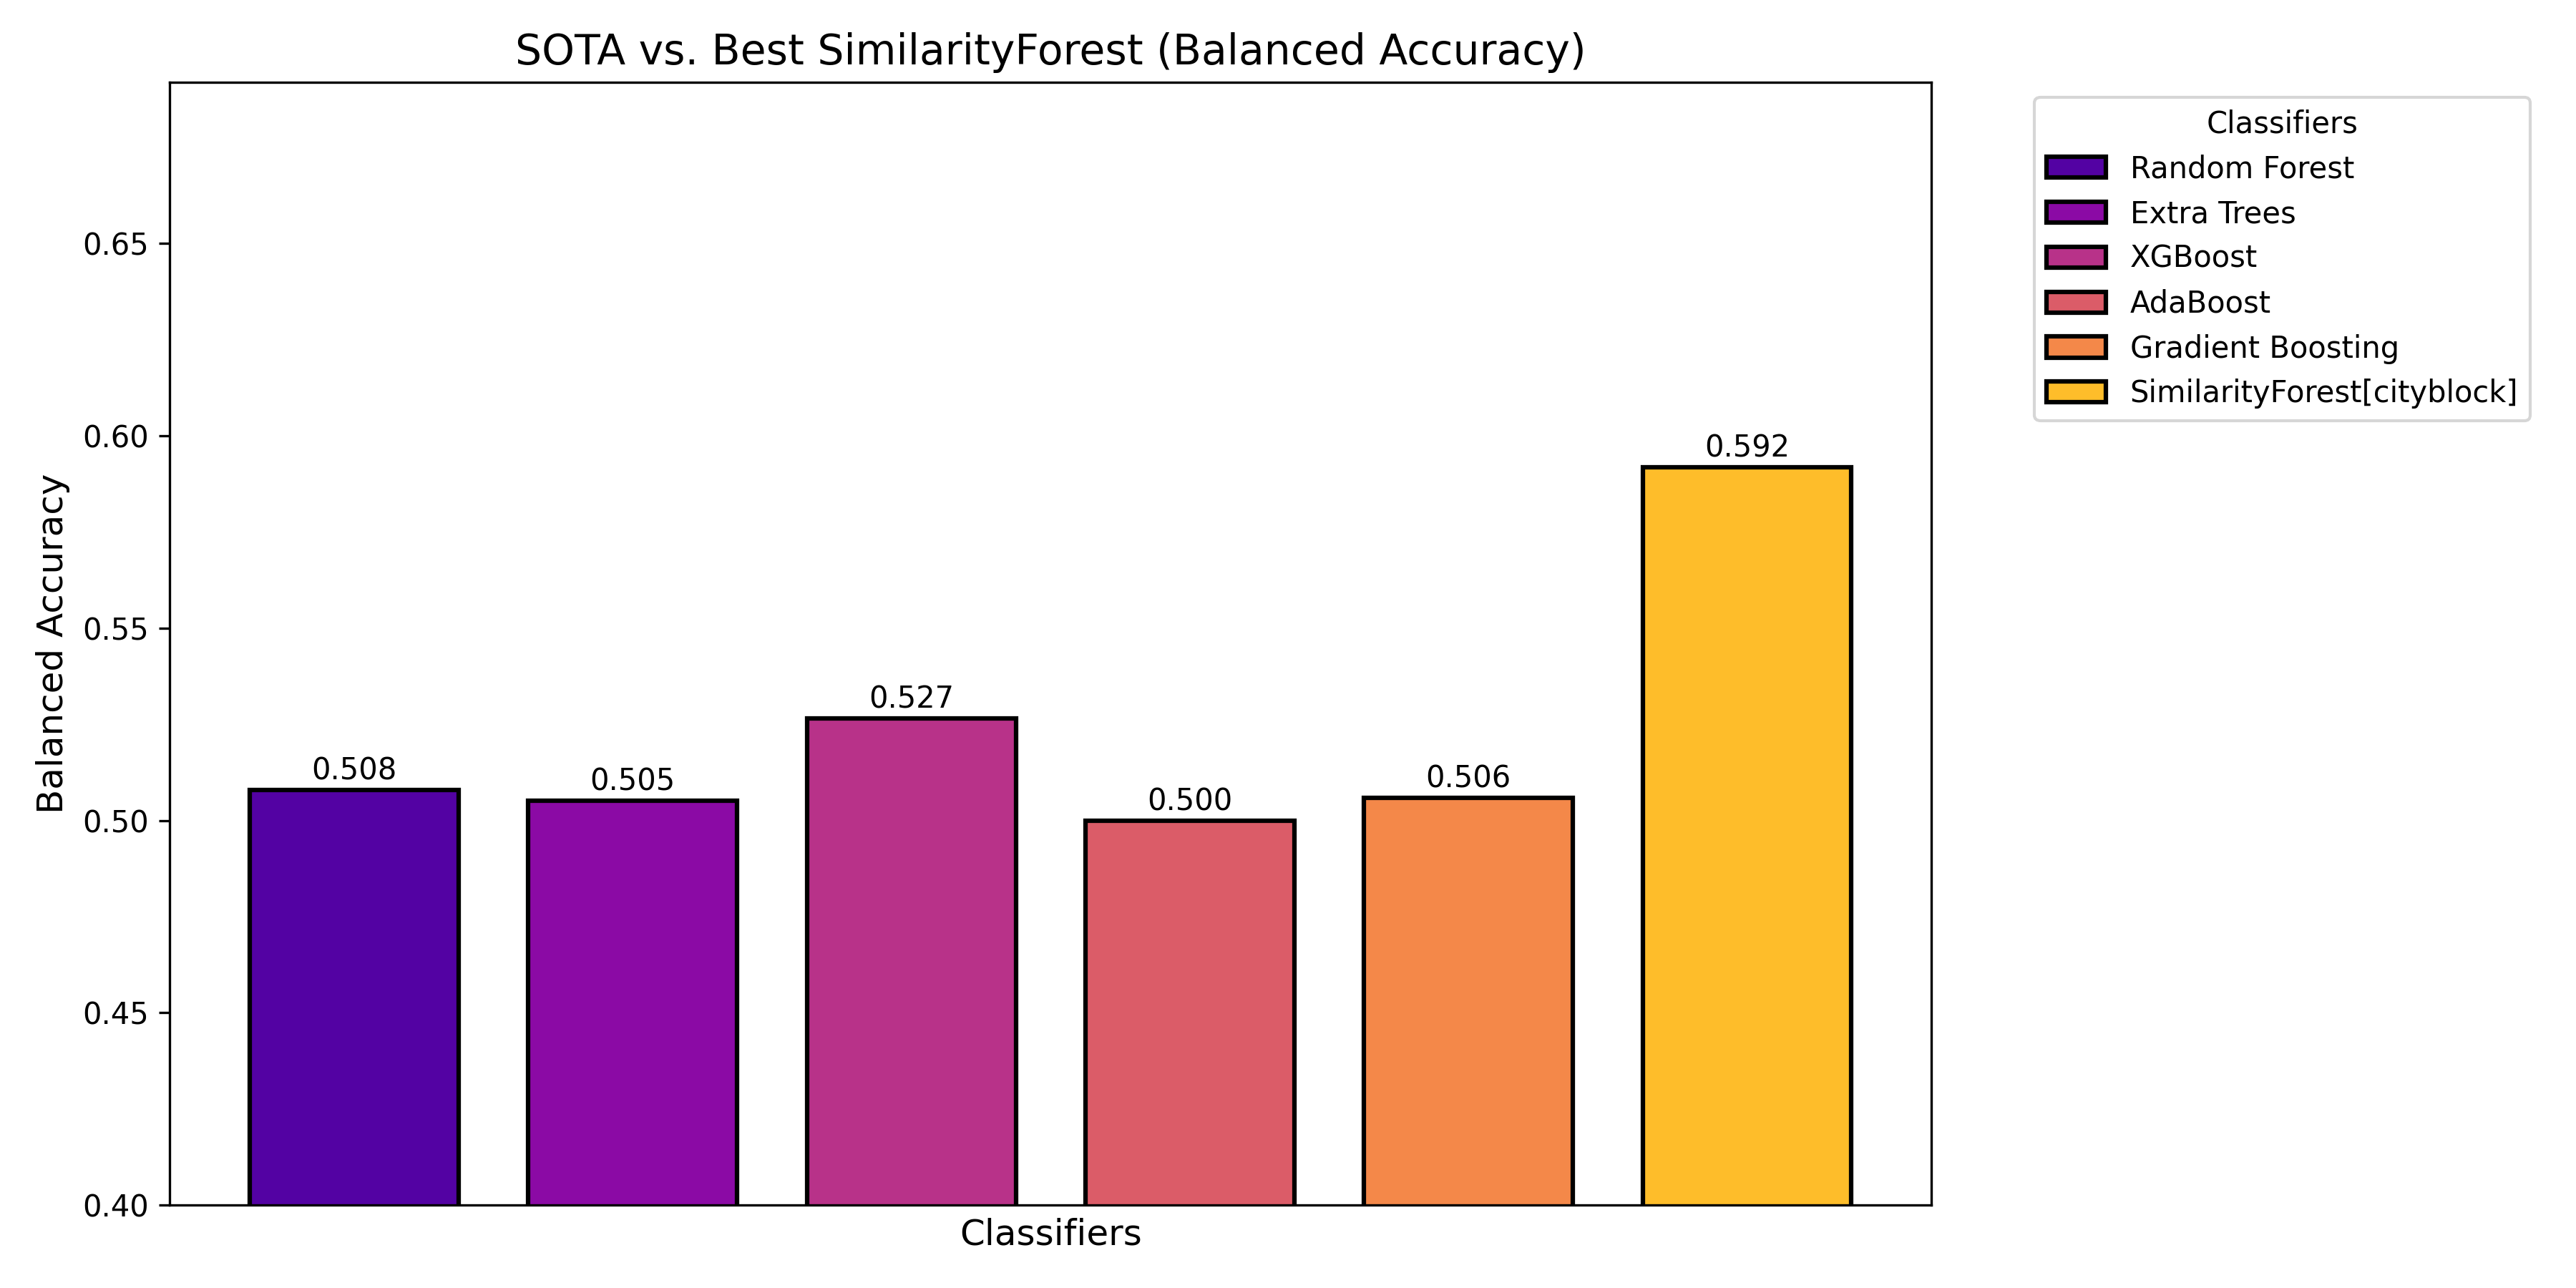 SOTA vs. Best SimilarityForest (Balanced Accuracy)
Balanced Accuracy
0.65
0.60
0.55
0.50
0.45
0.40
0.508
0.505
0.527
0.500
0.506
0.592
Classifiers
Classifiers
Random Forest
Extra Trees
XGBoost
AdaBoost
Gradient Boosting
SimilarityForest[cityblock]